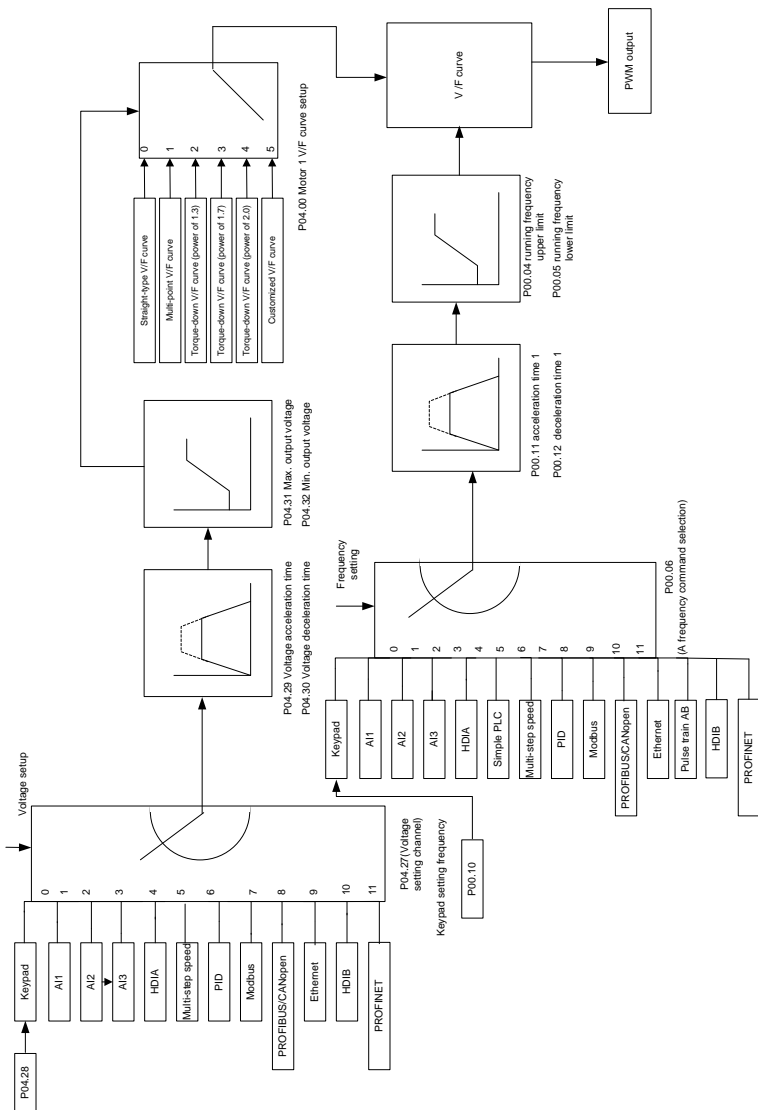 P04.28
Keypad
AI1
AI2
AI3
HDIA
Multi-step speed
PID
Modbus
PROFIBUS/CANopen
Ethernet
HDIB
PROFINET
Voltage setup
0
1
2
3
4
5
6
7
8
9
10
11
P04.27(Voltage
setting channel)
P04.29 Voltage acceleration time
P04.30 Voltage deceleration time
P04.31 Max. output voltage
P04.32 Min. output voltage
Straight-type V/F curve
Multi-point V/F curve
Torque-down V/F curve (power of 1.3)
Torque-down V/F curve (power of 1.7)
Torque-down V/F curve (power of 2.0)
Customized V/F curve
0
1
2
3
4
5
P04.00 Motor 1 V/F curve setup
Keypad setting frequency
P00.10
Keypad
AI1
AI2
AI3
HDIA
Simple PLC
Multi-step speed
PID
Modbus
PROFIBUS/CANopen
Ethernet
Pulse train AB
HDIB
PROFINET
Frequency
setting
0
1
2
3
4
5
6
7
8
9
10
11
P00.06
(A frequency command selection)
P00.11 acceleration time 1
P00.12 deceleration time 1
P00.04 running frequency
upper limit
P00.05 running frequency
lower limit
V/F curve
PWM output